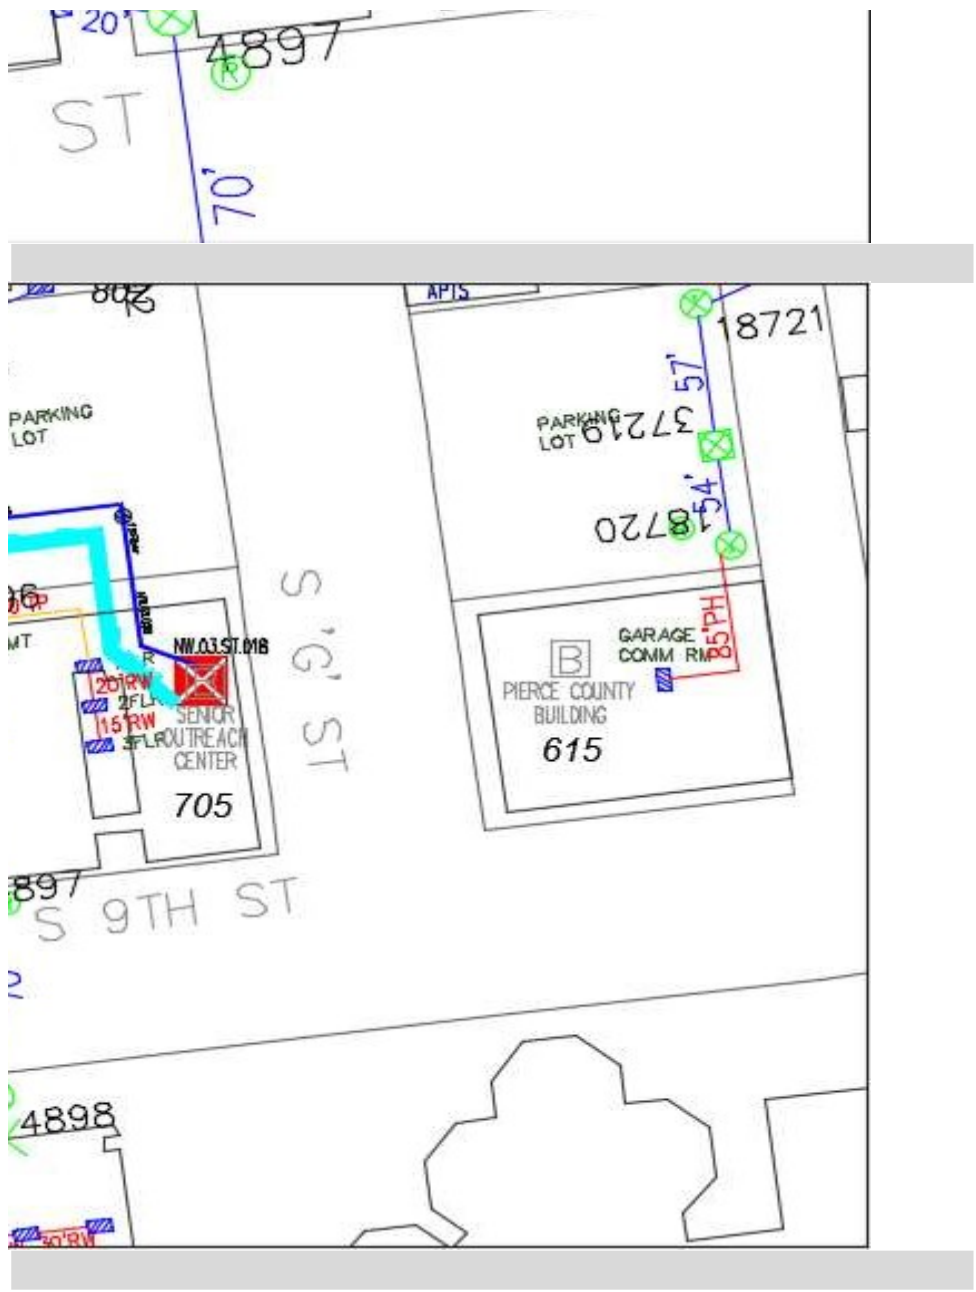 20'
4897
ST
70'
802
APTS
18721
57'
PARKING
LOT
PARKING
LOT
37219
54'
18720
NW.03.ST.016
20'RW
2FLR
15'RW
3FLR
SENIOR
OUTREACH
CENTER
705
S 'G' ST
B
GARAGE
COMM RM
85'PH
PIERCE COUNTY
BUILDING
615
897
S 9TH ST
4898
30'RW